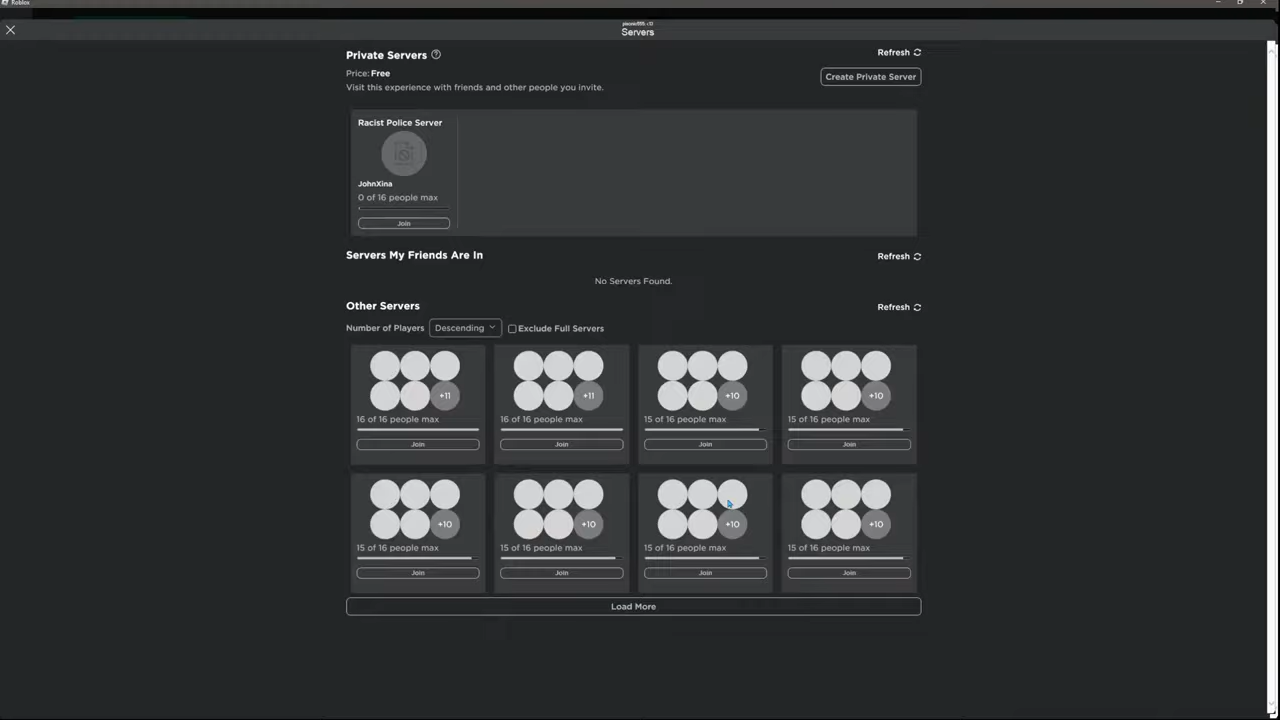 Roblox
Servers
Private Servers
Refresh
Price: Free
Create Private Server
Visit this experience with friends and other people you invite.
Racist Police Server
JohnXina
0 of 16 people max
Join
Servers My Friends Are In
Refresh
No Servers Found.
Other Servers
Refresh
Number of Players Descending Exclude Full Servers
+11 +11 +10 +10
16 of 16 people max 16 of 16 people max 15 of 16 people max 15 of 16 people max
Join Join Join Join
+10 +10 +10 +10
15 of 16 people max 15 of 16 people max 15 of 16 people max 15 of 16 people max
Join Join Join Join
Load More